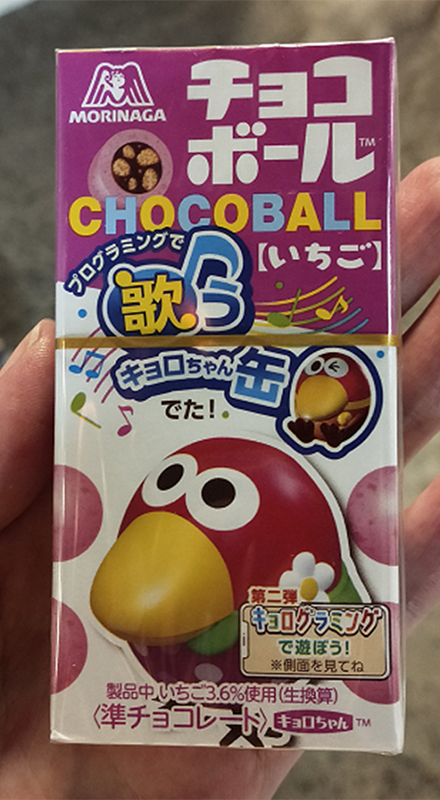 MORINAGA
チョコ
ボール™
CHOCOBALL
【いちご】
プログラミングで
歌う
キョロちゃん缶
でた!
第二弾
キョログラミング
で遊ぼう!
※側面を見てね
製品中 いちご3.6%使用(生換算)
〈準チョコレート〉キョロちゃん™